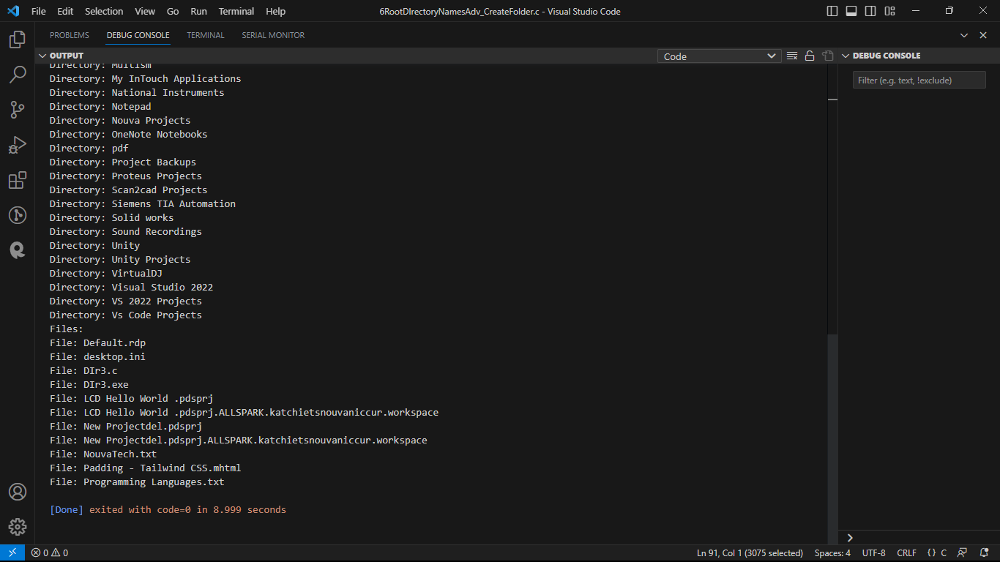 File Edit Selection View Go Run Terminal Help 6RootDIrectoryNamesAdv_CreateFolder.c - Visual Studio Code
PROBLEMS DEBUG CONSOLE TERMINAL SERIAL MONITOR
OUTPUT Code DEBUG CONSOLE
Filter (e.g. text, !exclude)
Directory: Multism
Directory: My InTouch Applications
Directory: National Instruments
Directory: Notepad
Directory: Nouva Projects
Directory: OneNote Notebooks
Directory: pdf
Directory: Project Backups
Directory: Proteus Projects
Directory: Scan2cad Projects
Directory: Siemens TIA Automation
Directory: Solid works
Directory: Sound Recordings
Directory: Unity
Directory: Unity Projects
Directory: VirtualDJ
Directory: Visual Studio 2022
Directory: VS 2022 Projects
Directory: Vs Code Projects
Files:
File: Default.rdp
File: desktop.ini
File: DIr3.c
File: DIr3.exe
File: LCD Hello World .pdsprj
File: LCD Hello World .pdsprj.ALLSPARK.katchietsnouvaniccur.workspace
File: New Projectdel.pdsprj
File: New Projectdel.pdsprj.ALLSPARK.katchietsnouvaniccur.workspace
File: NouvaTech.txt
File: Padding - Tailwind CSS.mhtml
File: Programming Languages.txt
[Done] exited with code=0 in 8.999 seconds
0 0 Ln 91, Col 1 (3075 selected) Spaces: 4 UTF-8 CRLF {} C